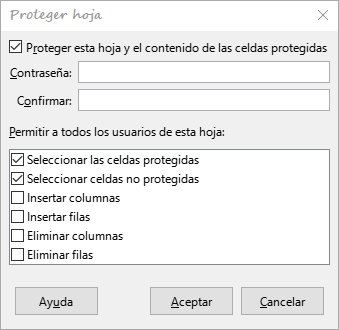 Proteger hoja
Proteger esta hoja y el contenido de las celdas protegidas
Contraseña:
Confirmar:
Permitir a todos los usuarios de esta hoja:
Seleccionar las celdas protegidas
Seleccionar celdas no protegidas
Insertar columnas
Insertar filas
Eliminar columnas
Eliminar filas
Ayuda Aceptar Cancelar